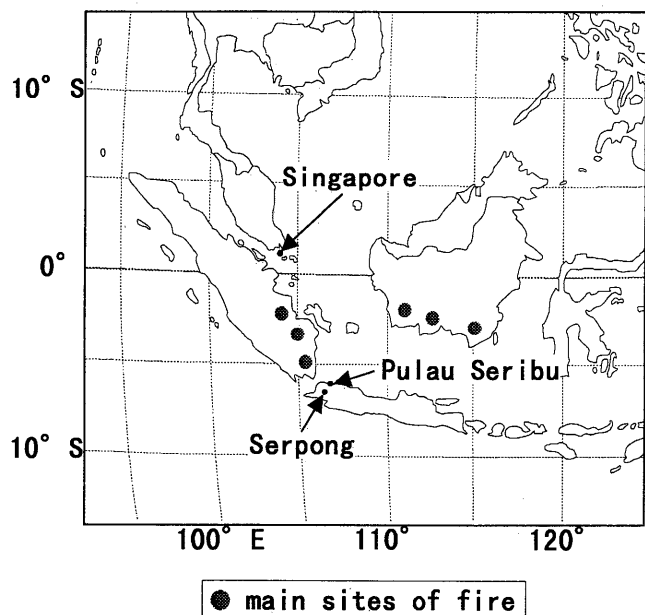 10° S
Singapore
0°
Pulau Seribu
Serpong
10° S
100° E
110°
120°
main sites of fire